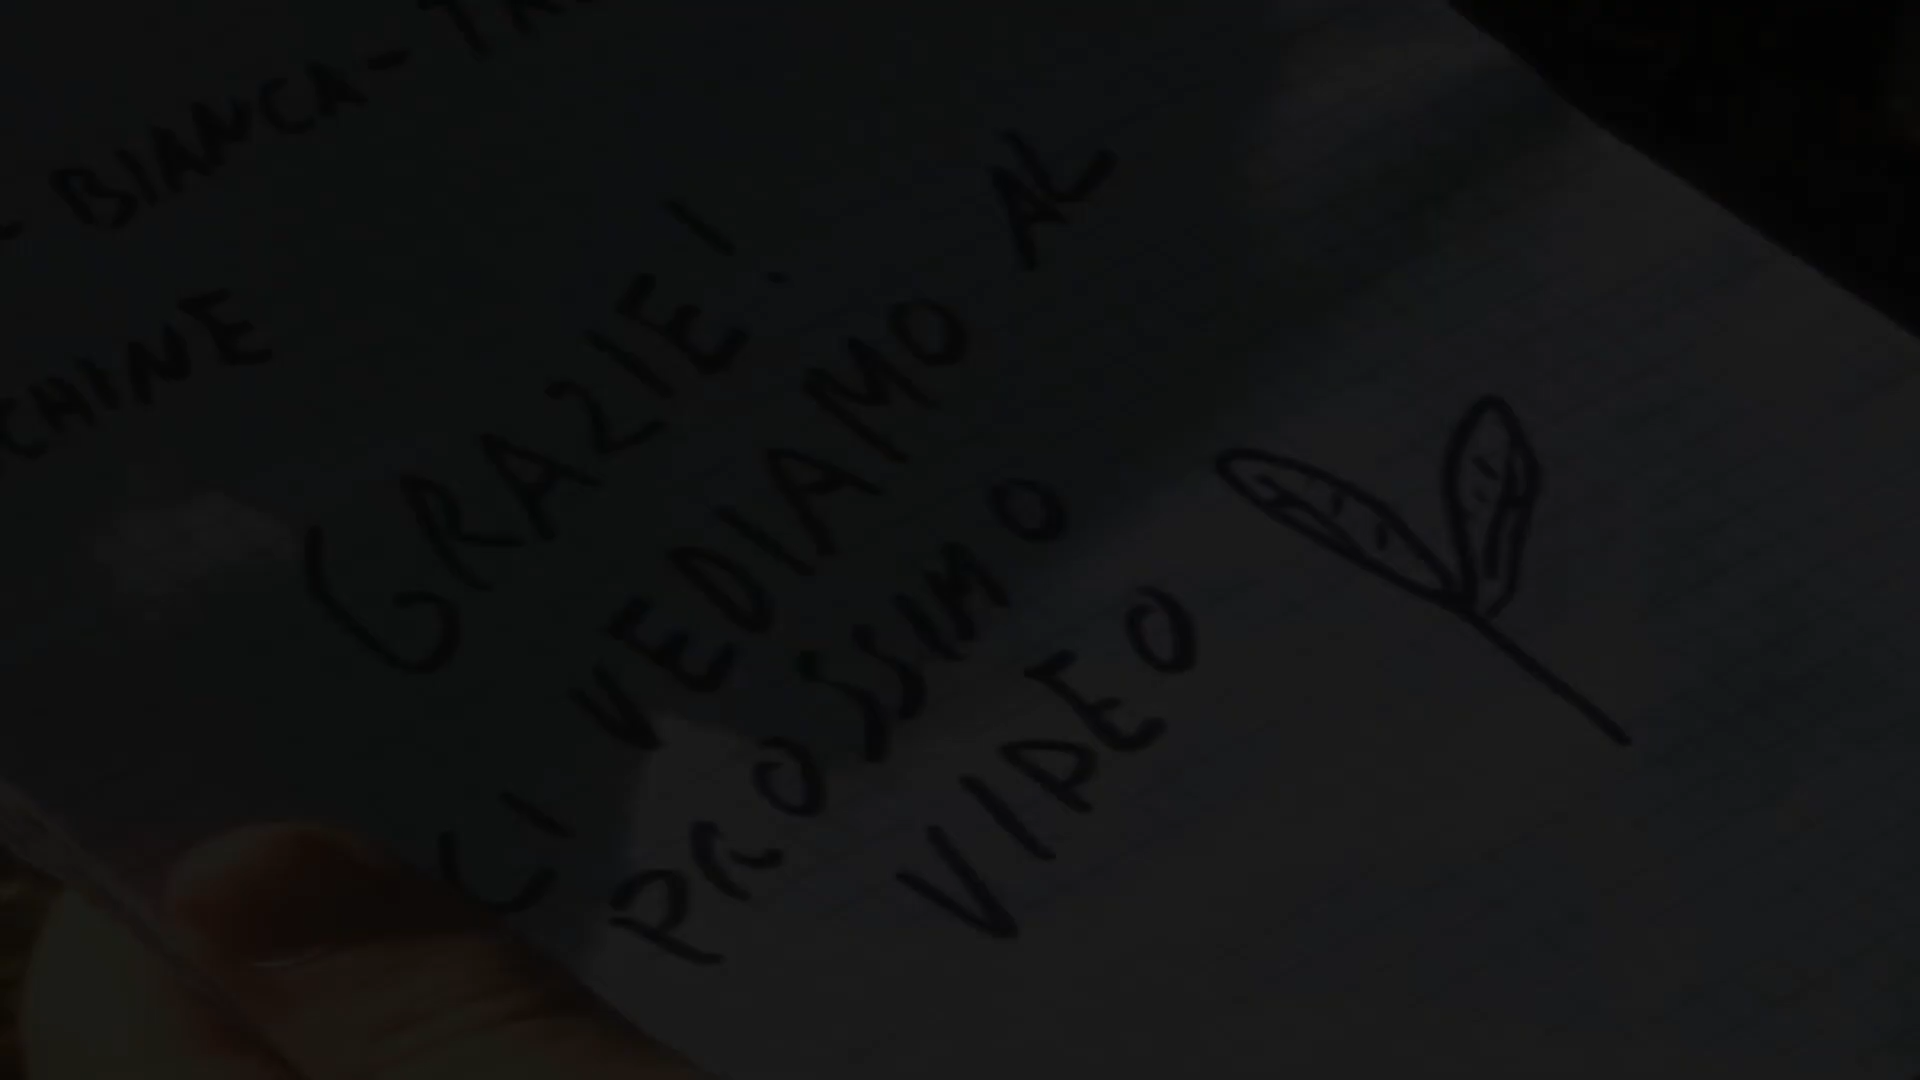 - BIANCA -
CHINE
GRAZIE!
CI VEDIAMO AL
PROSSIMO
VIDEO